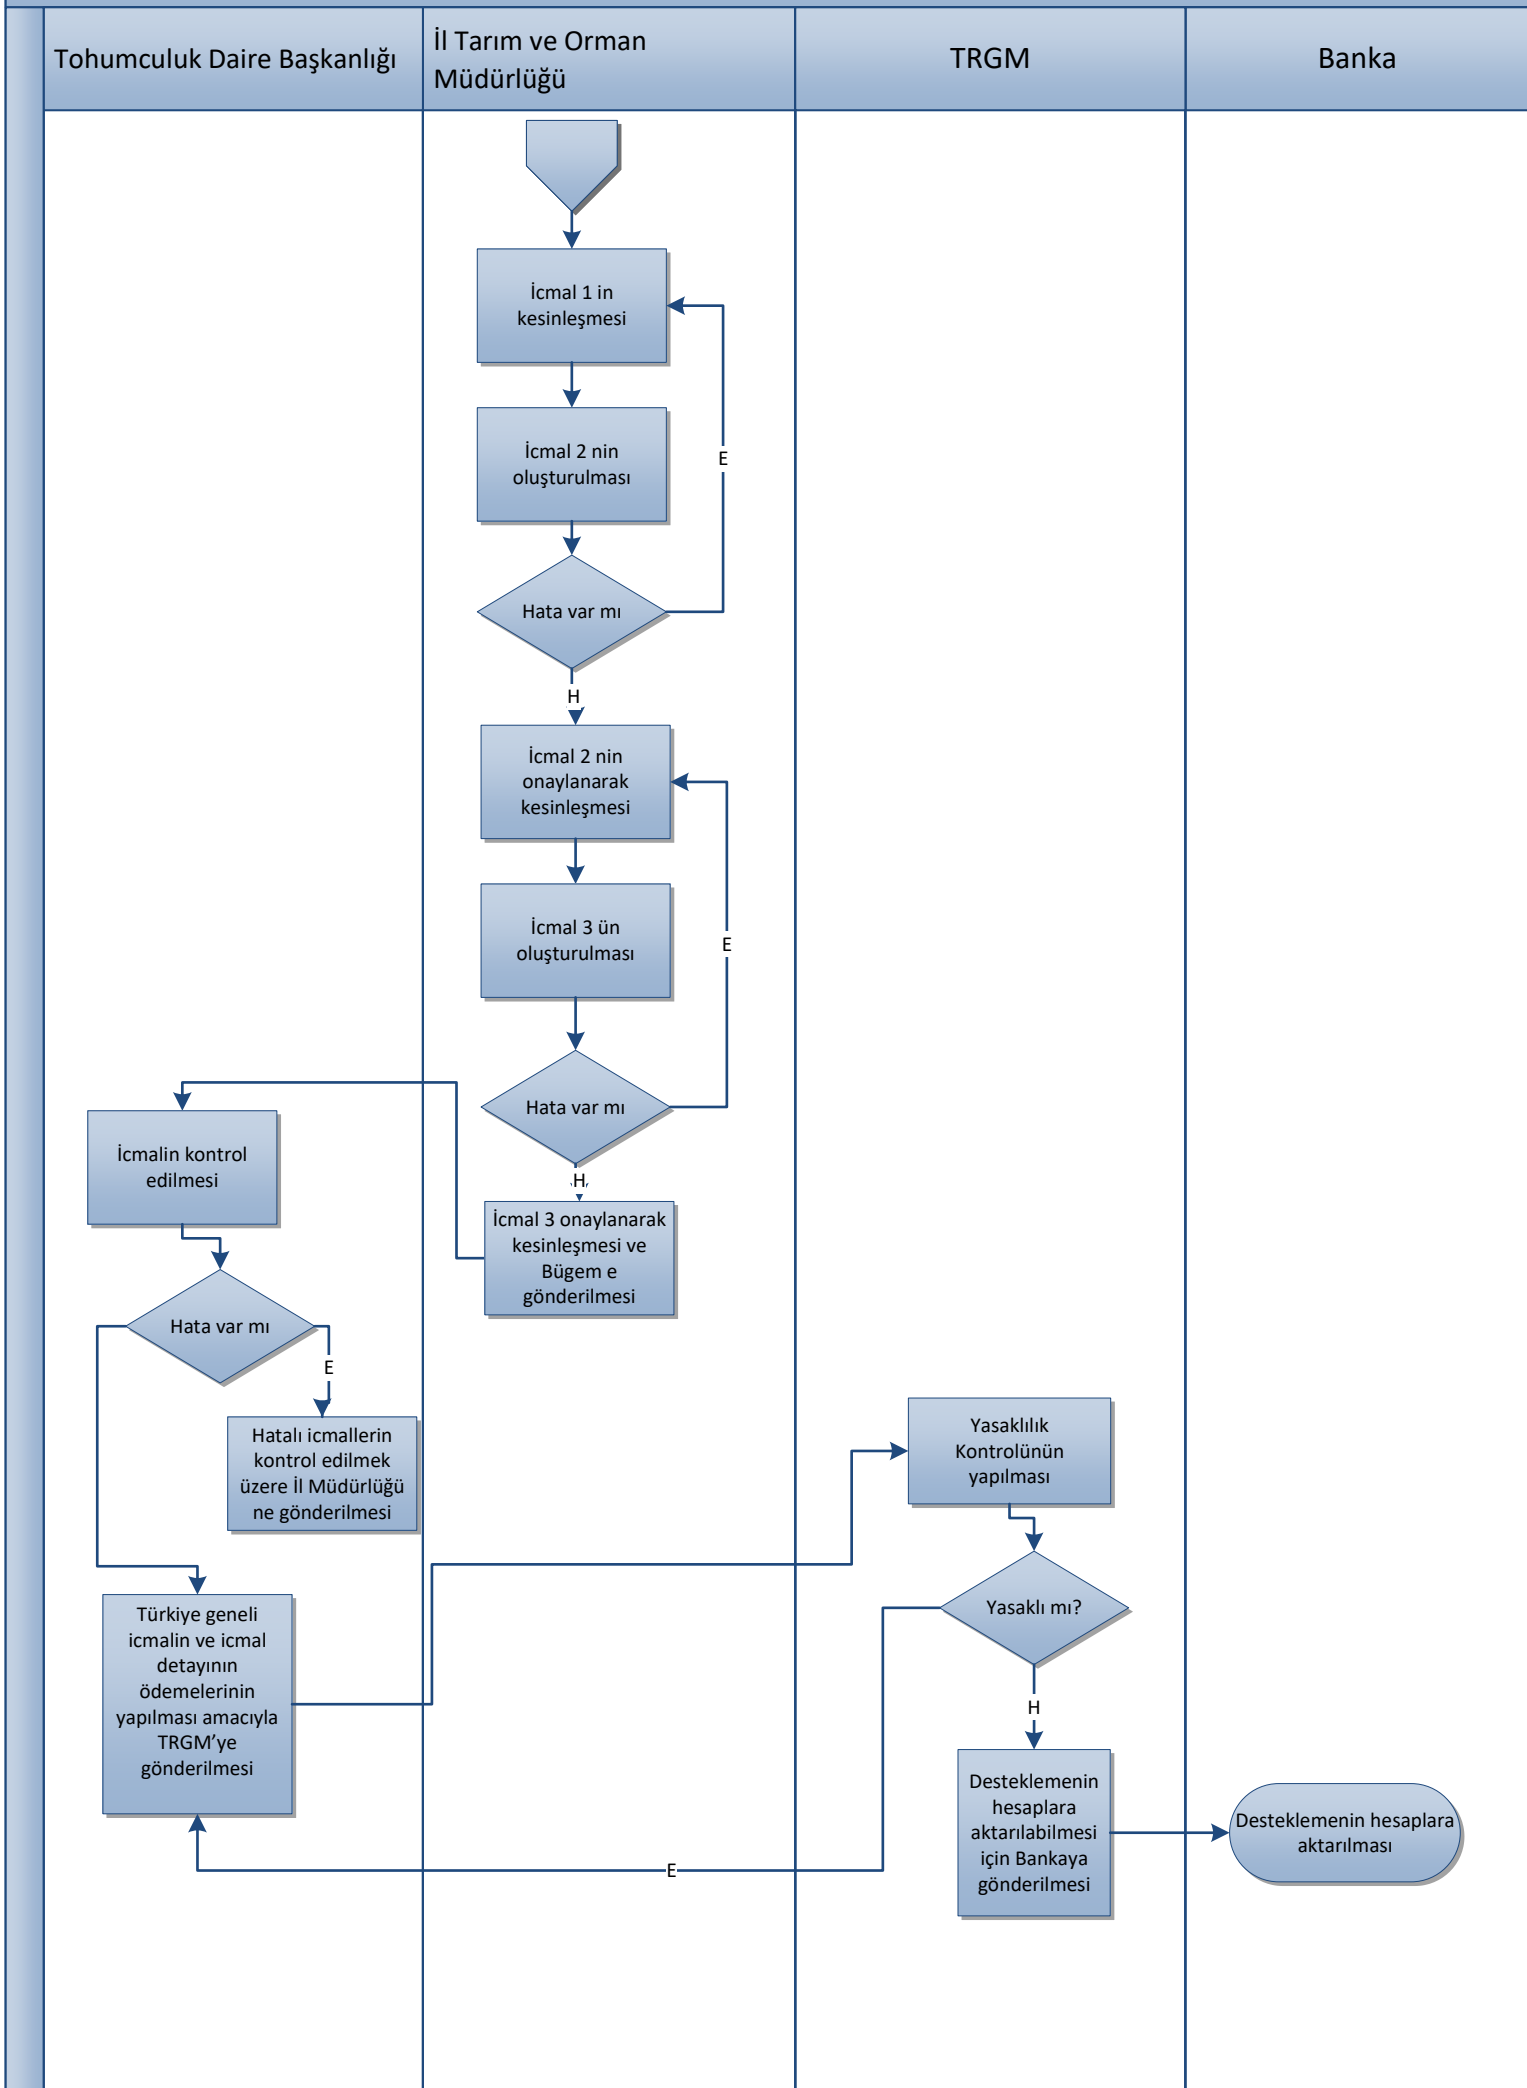 Tohumculuk Daire Başkanlığı
İl Tarım ve Orman
Müdürlüğü
TRGM
Banka
İcmal 1 in
kesinleşmesi
İcmal 2 nin
oluşturulması
E
Hata var mı
H
İcmal 2 nin
onaylanarak
kesinleşmesi
İcmal 3 ün
oluşturulması
E
Hata var mı
H
İcmal 3 onaylanarak
kesinleşmesi ve
Bügem e
gönderilmesi
İcmalin kontrol
edilmesi
Hata var mı
E
Hatalı icmallerin
kontrol edilmek
üzere İl Müdürlüğü
ne gönderilmesi
Türkiye geneli
icmalin ve icmal
detayının
ödemelerinin
yapılması amacıyla
TRGM’ye
gönderilmesi
Yasaklılık
Kontrolünün
yapılması
Yasaklı mı?
H
E
Desteklemenin
hesaplara
aktarılabilmesi
için Bankaya
gönderilmesi
Desteklemenin hesaplara
aktarılması